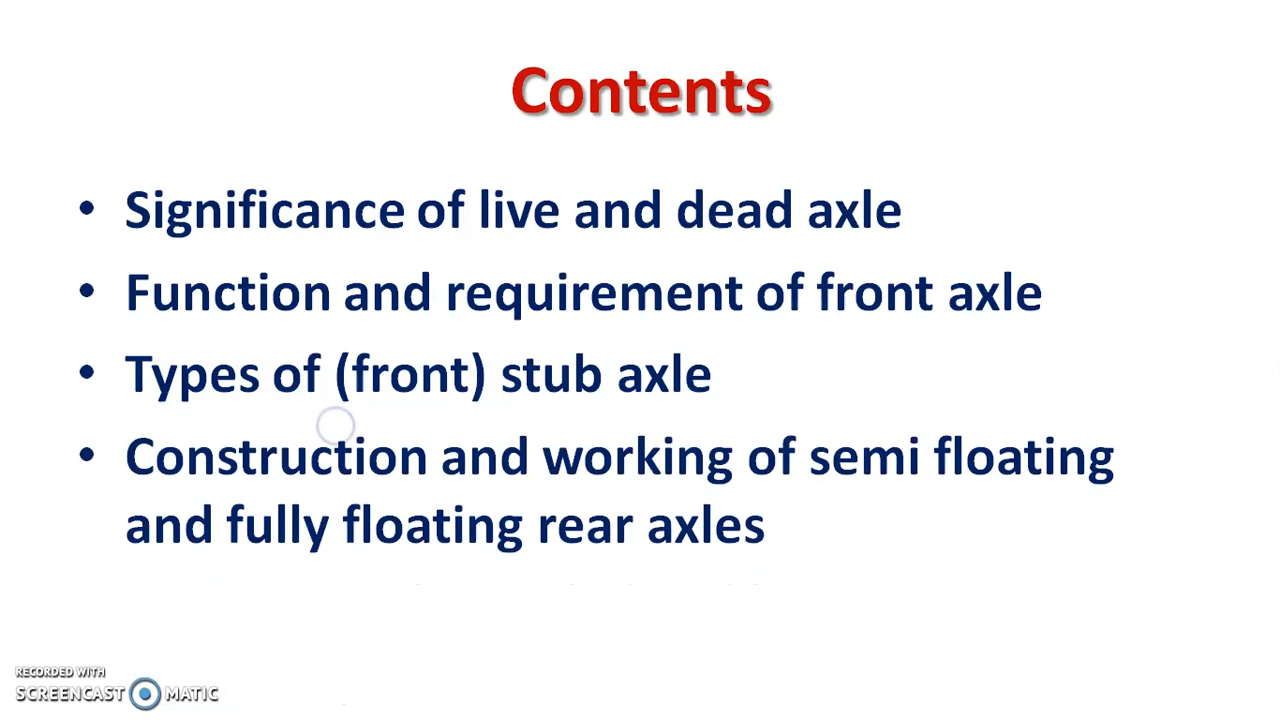 Contents
• Significance of live and dead axle
• Function and requirement of front axle
• Types of (front) stub axle
• Construction and working of semi floating
and fully floating rear axles
RECORDED WITH
SCREENCAST MATIC